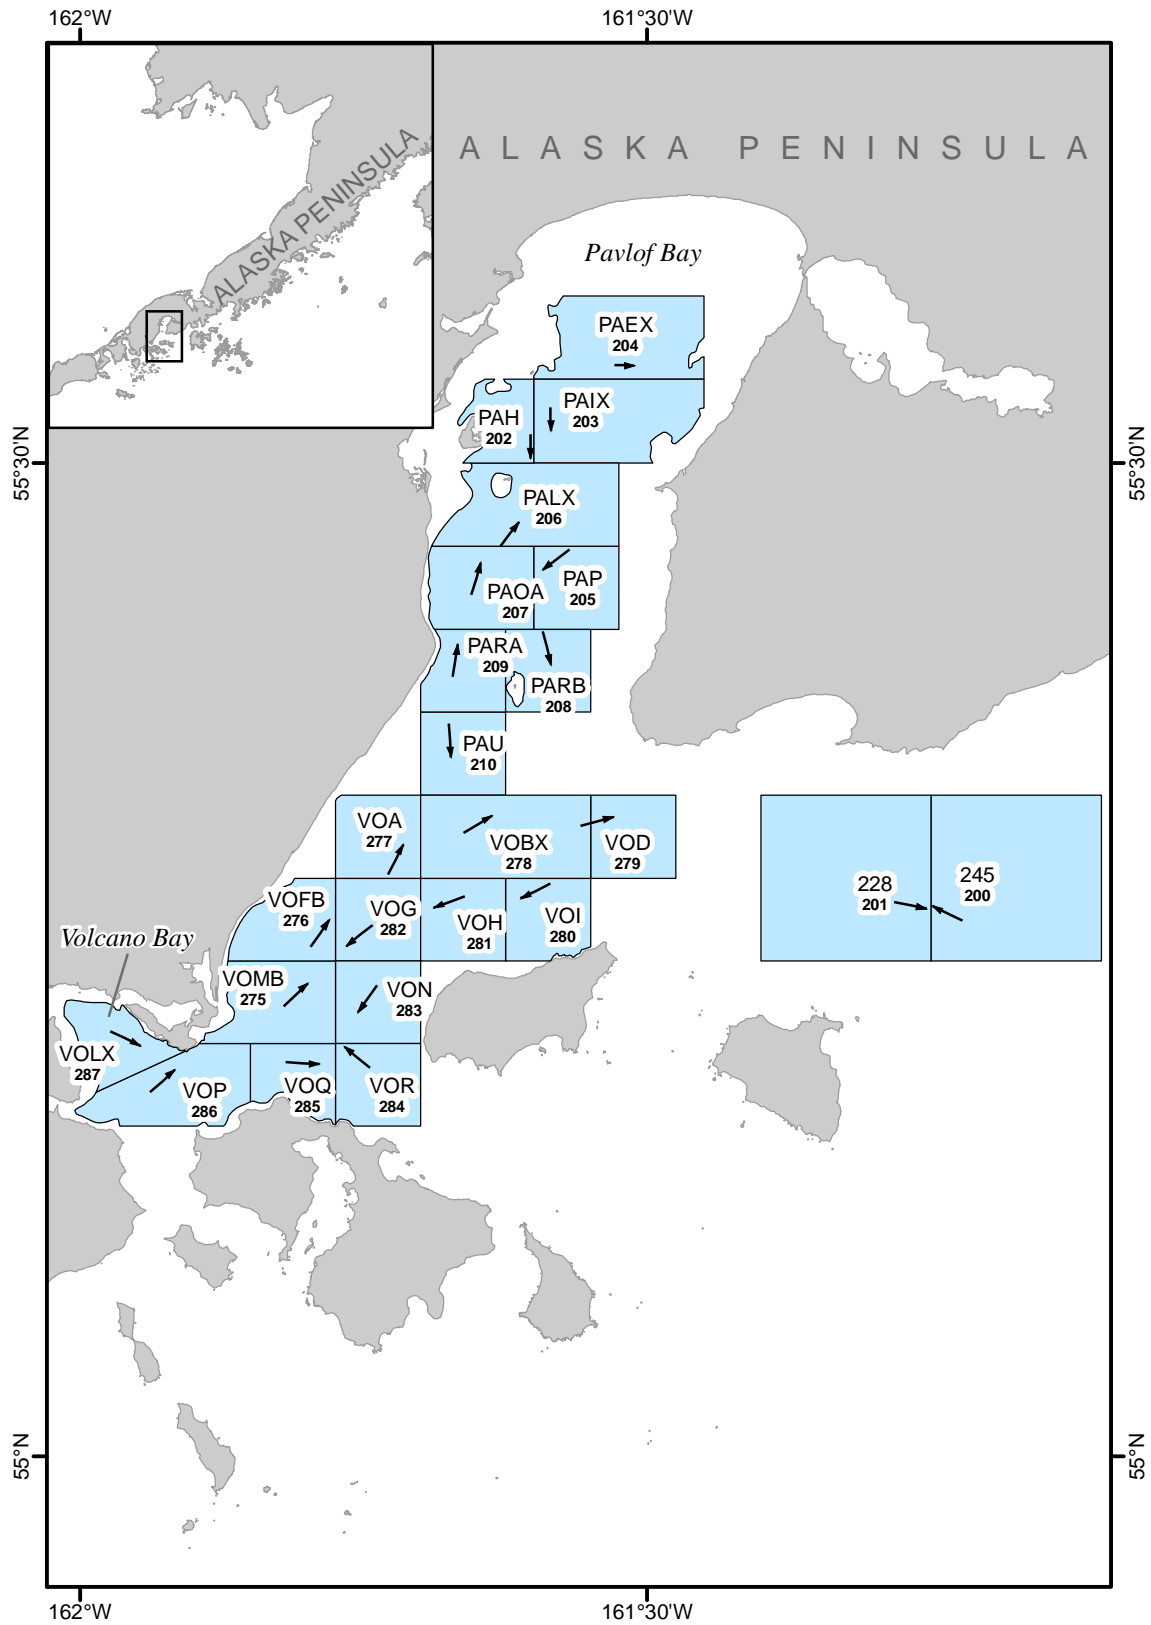 162°W
161°30'W
ALASKA PENINSULA
ALASKA PENINSULA
Pavlof Bay
PAEX
204
PAIX
203
PAH
202
55°30'N
55°30'N
PALX
206
PAP
205
PAOA
207
PARA
209
PARB
208
PAU
210
VOA
277
VOBX
278
VOD
279
228
201
245
200
VOFB
276
VOG
282
VOH
281
VOI
280
Volcano Bay
VOMB
275
VON
283
VOLX
287
VOP
286
VOQ
285
VOR
284
55°N
55°N
162°W
161°30'W